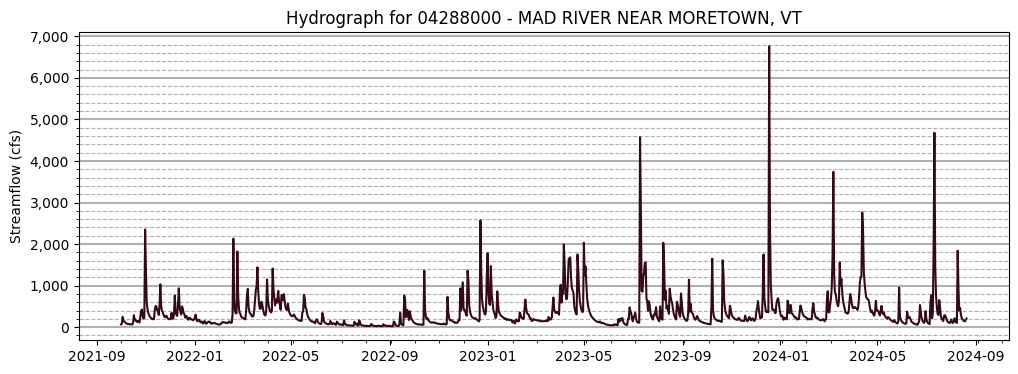 Hydrograph for 04288000 - MAD RIVER NEAR MORETOWN, VT
Streamflow (cfs)
7,000
6,000
5,000
4,000
3,000
2,000
1,000
0
2021-09 2022-01 2022-05 2022-09 2023-01 2023-05 2023-09 2024-01 2024-05 2024-09